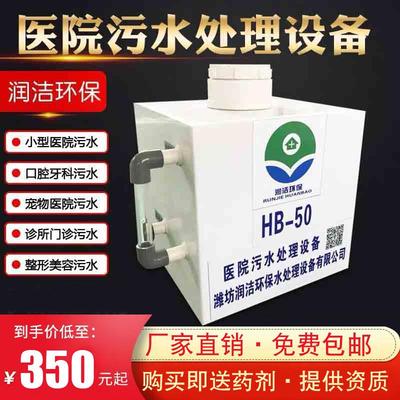 医院污水处理设备
润洁环保
小型医院污水
口腔牙科污水
宠物医院污水
诊所门诊污水
整形美容污水
润洁环保
RUNJIE HUANBAO
HB-50
医院污水处理设备
潍坊润洁环保水处理设备有限公司
到手价低至:
¥350元起
厂家直销·免费包邮
购买即送药剂·提供资质